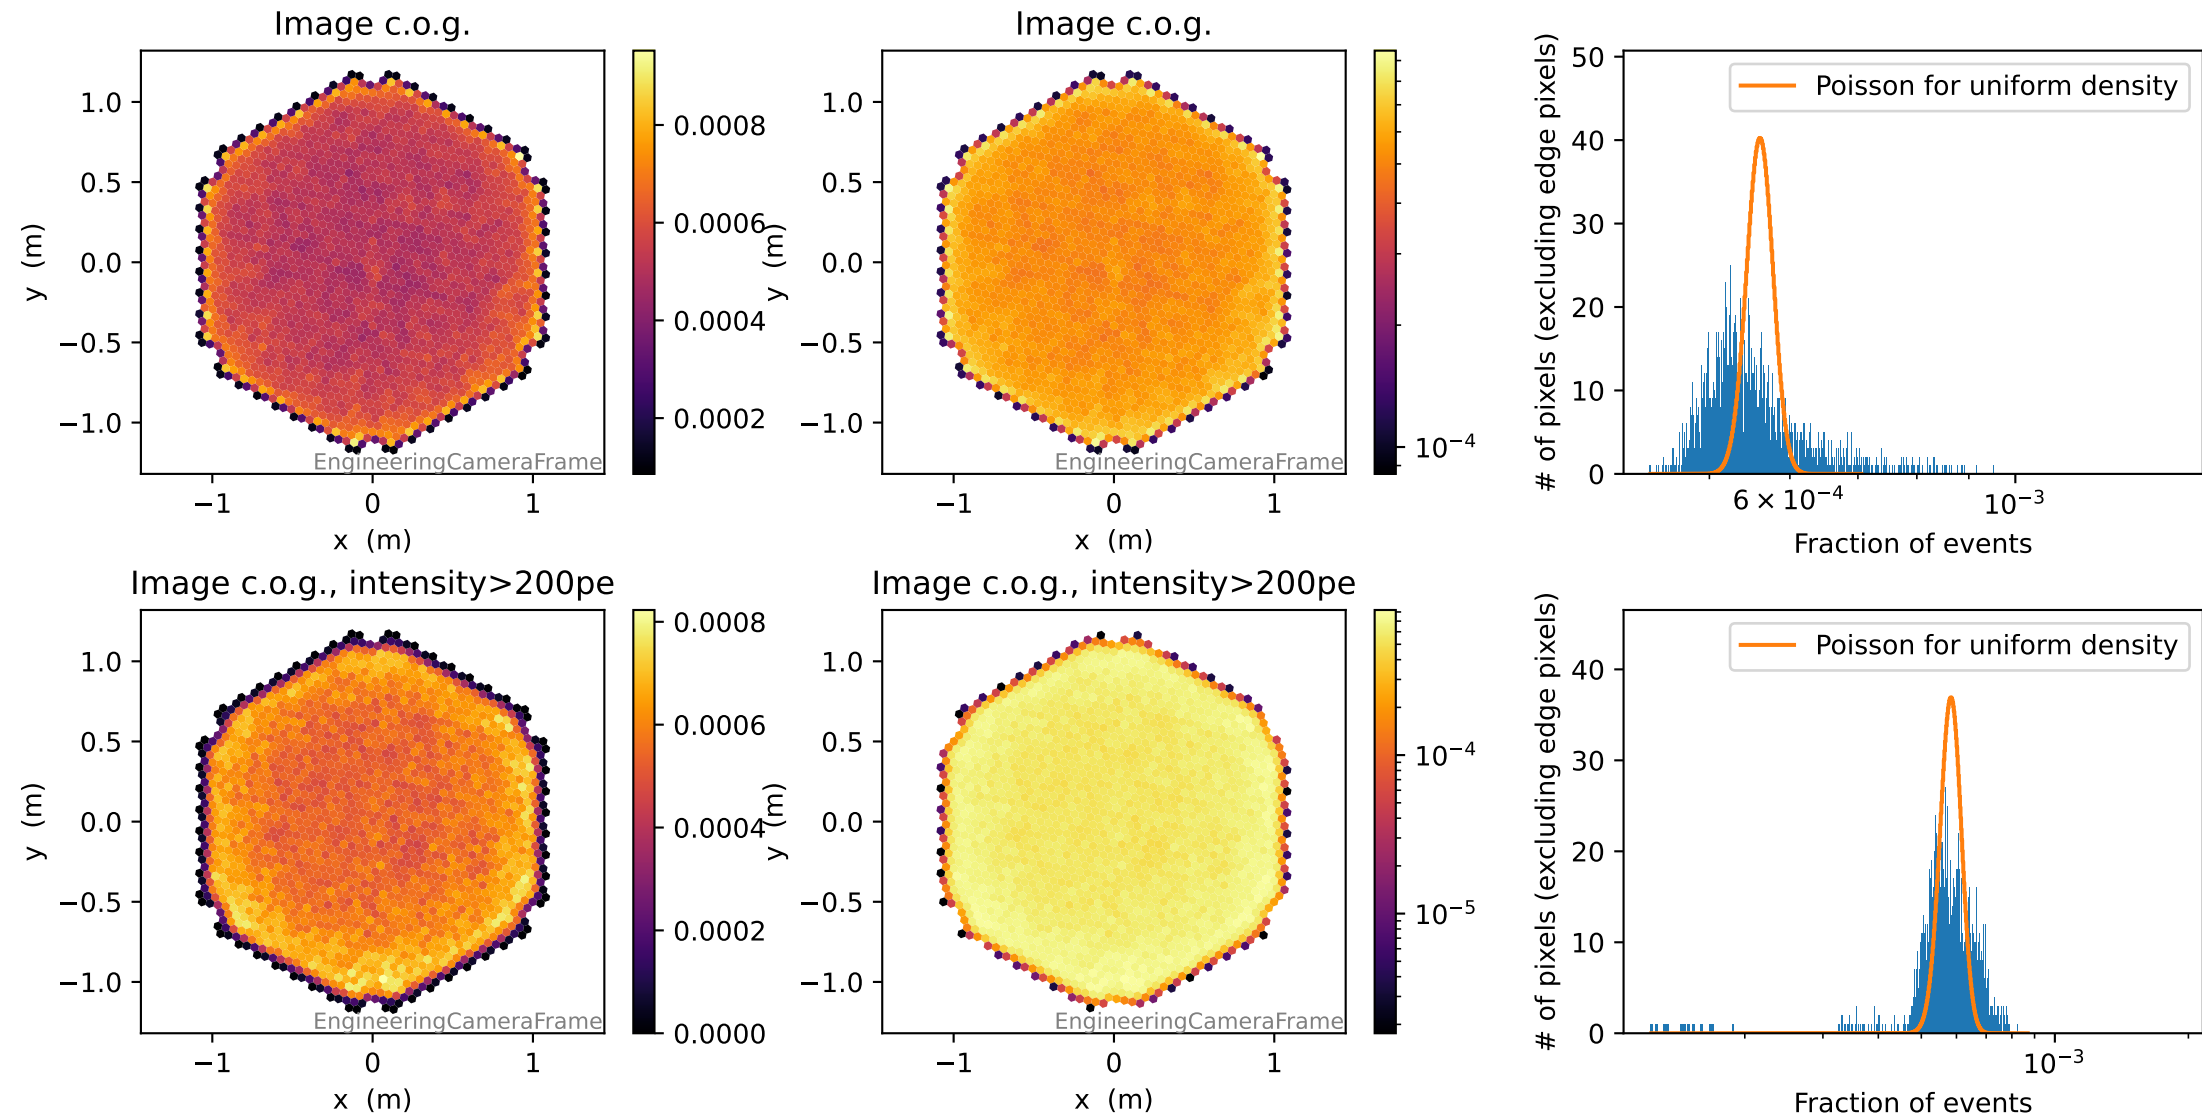 Image c.o.g.
1.0
0.5
0.0
−0.5
−1.0
y (m)
−1
0
1
x (m)
EngineeringCameraFrame
0.0008
0.0006
0.0004
0.0002
Image c.o.g.
1.0
0.5
0.0
−0.5
−1.0
y (m)
−1
0
1
x (m)
EngineeringCameraFrame
10⁻⁴
50
40
30
20
10
0
# of pixels (excluding edge pixels)
Poisson for uniform density
6 × 10⁻⁴
10⁻³
Fraction of events
Image c.o.g., intensity>200pe
1.0
0.5
0.0
−0.5
−1.0
y (m)
−1
0
1
x (m)
EngineeringCameraFrame
0.0008
0.0006
0.0004
0.0002
0.0000
Image c.o.g., intensity>200pe
1.0
0.5
0.0
−0.5
−1.0
y (m)
−1
0
1
x (m)
EngineeringCameraFrame
10⁻⁴
10⁻⁵
40
30
20
10
0
# of pixels (excluding edge pixels)
Poisson for uniform density
10⁻³
Fraction of events